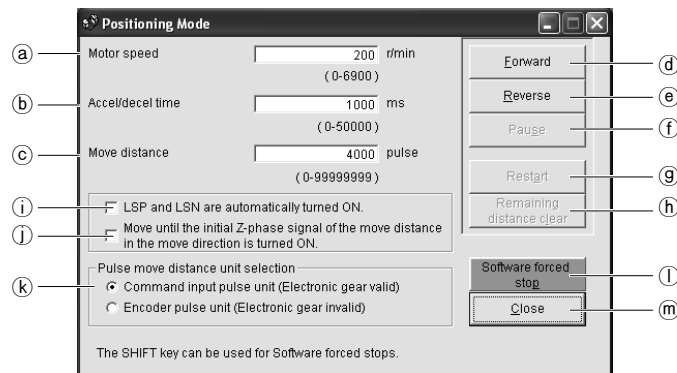 Positioning Mode
ⓐ Motor speed 200 r/min
(0-6900)
ⓑ Accel/decel time 1000 ms
(0-50000)
ⓒ Move distance 4000 pulse
(0-99999999)
ⓘ LSP and LSN are automatically turned ON.
ⓙ Move until the initial Z-phase signal of the move distance
in the move direction is turned ON.
Pulse move distance unit selection
ⓚ Command input pulse unit (Electronic gear valid)
Encoder pulse unit (Electronic gear invalid)
The SHIFT key can be used for Software forced stops.
Forward ⓓ
Reverse ⓔ
Pause ⓕ
Restart ⓖ
Remaining
distance clear ⓗ
Software forced
stop ⓛ
Close ⓜ